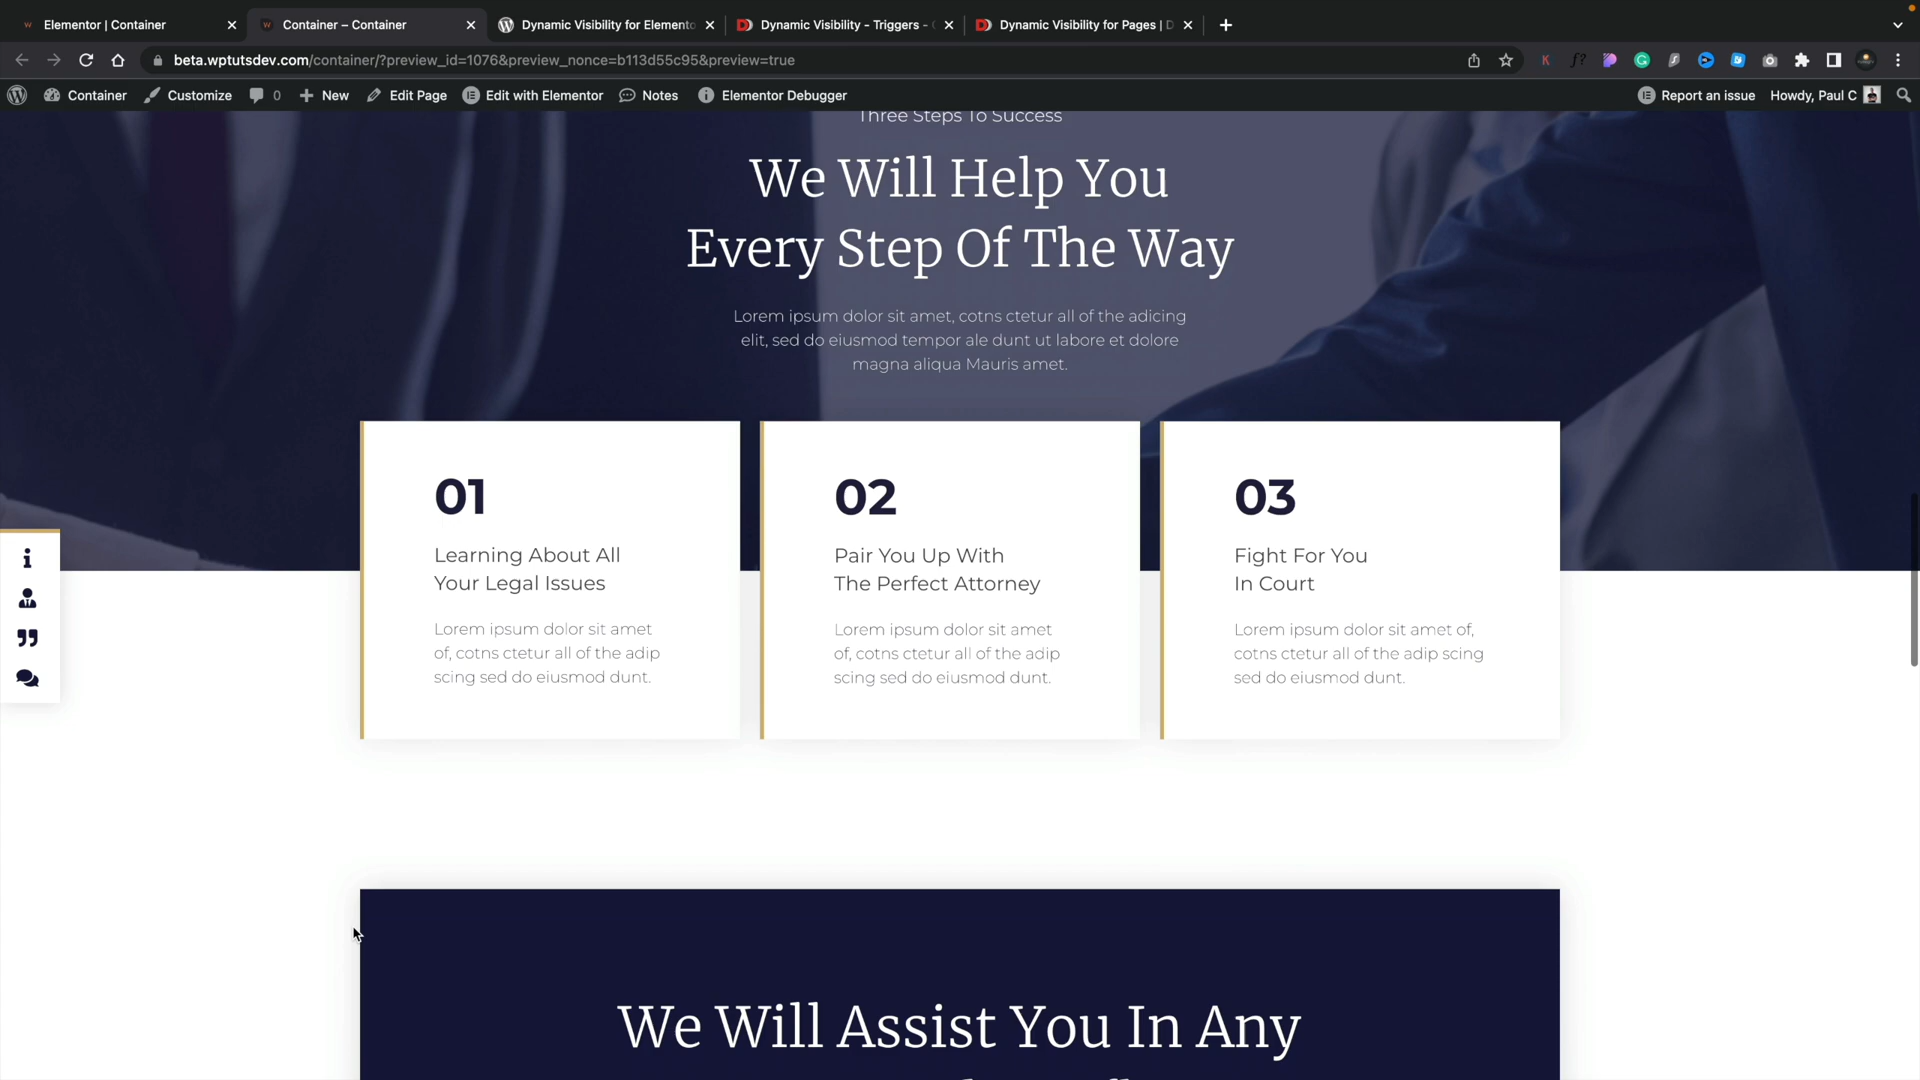 Elementor | Container
Container – Container
Dynamic Visibility for Elemento
Dynamic Visibility - Triggers -
Dynamic Visibility for Pages | D
beta.wptutsdev.com/container/?preview_id=1076&preview_nonce=b113d55c95&preview=true
Container
Customize
0
New
Edit Page
Edit with Elementor
Notes
Elementor Debugger
Report an issue
Howdy, Paul C
Three Steps To Success
We Will Help You
Every Step Of The Way
Lorem ipsum dolor sit amet, cotns ctetur all of the adicing
elit, sed do eiusmod tempor ale dunt ut labore et dolore
magna aliqua Mauris amet.
01
Learning About All
Your Legal Issues
Lorem ipsum dolor sit amet
of, cotns ctetur all of the adip
scing sed do eiusmod dunt.
02
Pair You Up With
The Perfect Attorney
Lorem ipsum dolor sit amet
of, cotns ctetur all of the adip
scing sed do eiusmod dunt.
03
Fight For You
In Court
Lorem ipsum dolor sit amet of,
cotns ctetur all of the adip scing
sed do eiusmod dunt.
We Will Assist You In Any